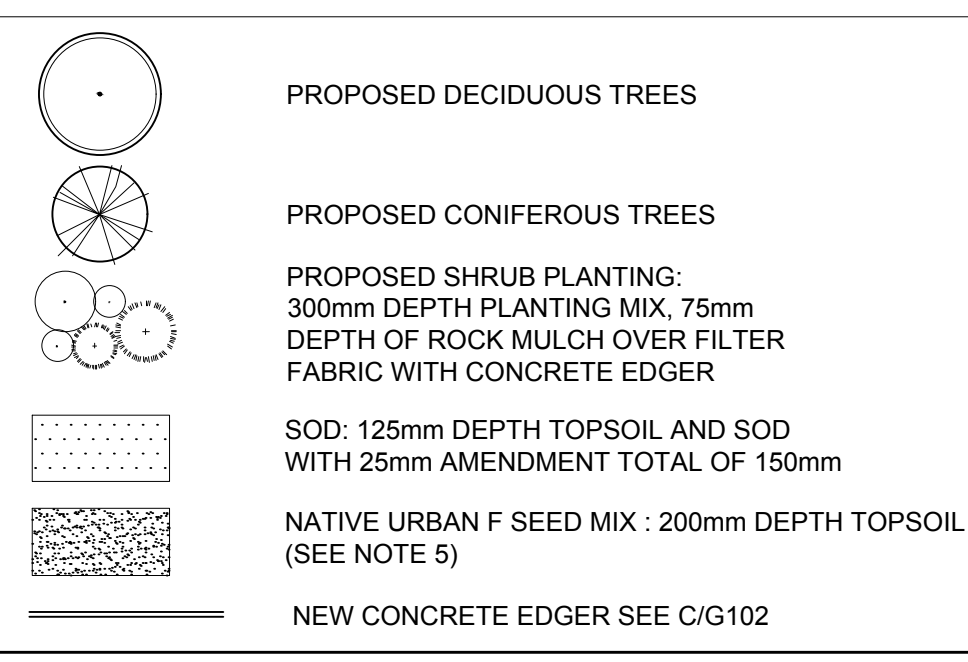 PROPOSED DECIDUOUS TREES
PROPOSED CONIFEROUS TREES
PROPOSED SHRUB PLANTING:
300mm DEPTH PLANTING MIX, 75mm
DEPTH OF ROCK MULCH OVER FILTER
FABRIC WITH CONCRETE EDGER
SOD: 125mm DEPTH TOPSOIL AND SOD
WITH 25mm AMENDMENT TOTAL OF 150mm
NATIVE URBAN F SEED MIX : 200mm DEPTH TOPSOIL
(SEE NOTE 5)
NEW CONCRETE EDGER SEE C/G102